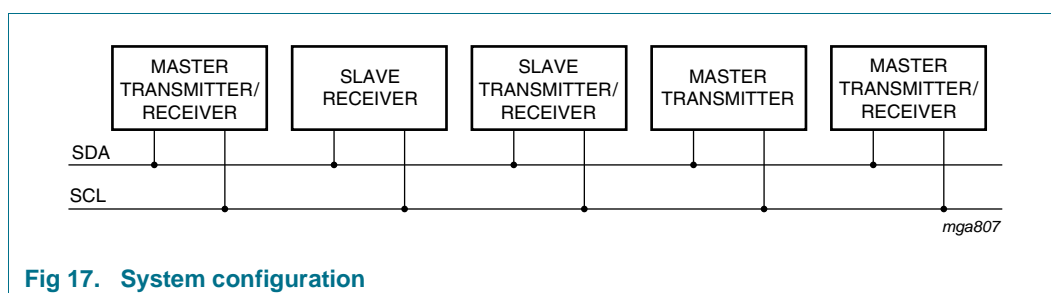 MASTER
TRANSMITTER/
RECEIVER
SLAVE
RECEIVER
SLAVE
TRANSMITTER/
RECEIVER
MASTER
TRANSMITTER
MASTER
TRANSMITTER/
RECEIVER
SDA
SCL
mga807
Fig 17. System configuration